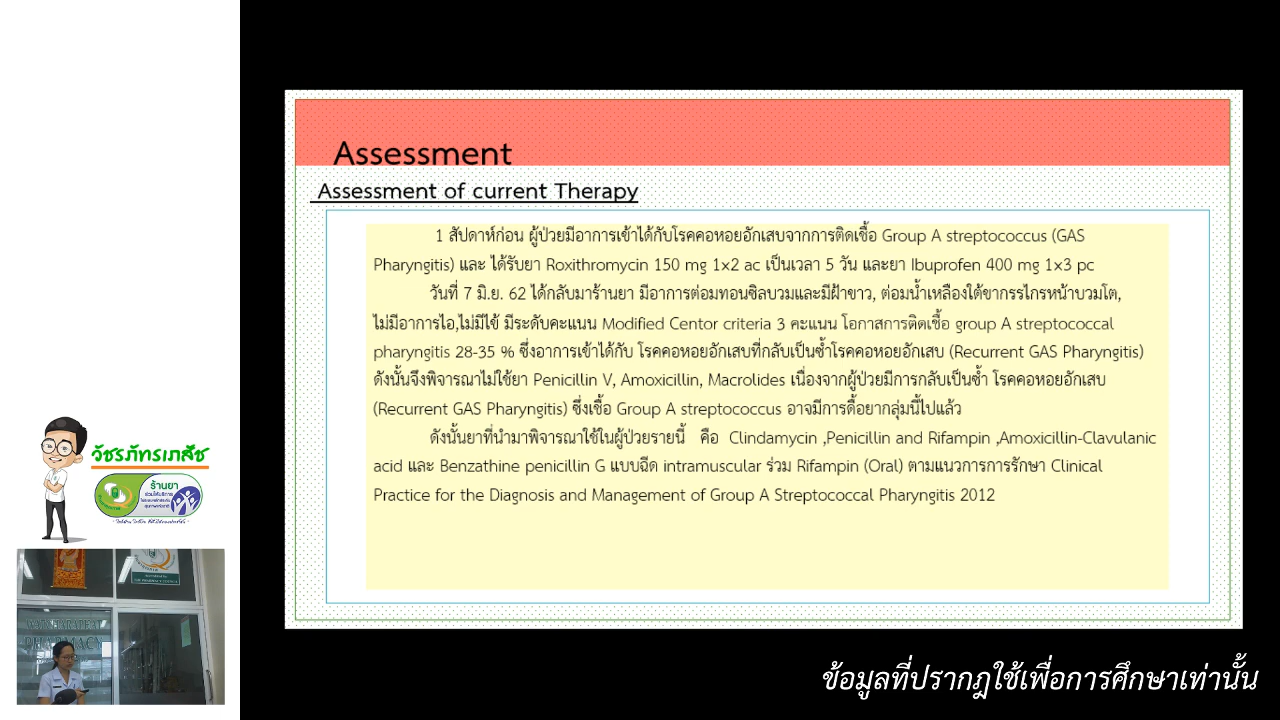 Assessment
Assessment of current Therapy
1 สัปดาห์ก่อน ผู้ป่วยมีอาการเข้าได้กับโรคคอหอยอักเสบจากการติดเชื้อ Group A streptococcus (GAS
Pharyngitis) และ ได้รับยา Roxithromycin 150 mg 1×2 ac เป็นเวลา 5 วัน และยา Ibuprofen 400 mg 1×3 pc
วันที่ 7 มิ.ย. 62 ได้กลับมาร้านยา มีอาการต่อมทอนซิลบวมและมีฝ้าขาว, ต่อมน้ำเหลืองใต้ขากรรไกรหน้าบวมโต,
ไม่มีอาการไอ,ไม่มีไข้ มีระดับคะแนน Modified Centor criteria 3 คะแนน โอกาสการติดเชื้อ group A streptococcal
pharyngitis 28-35 % ซึ่งอาการเข้าได้กับ โรคคอหอยอักเสบที่กลับเป็นซ้ำโรคคอหอยอักเสบ (Recurrent GAS Pharyngitis)
ดังนั้นจึงพิจารณาไม่ใช้ยา Penicillin V, Amoxicillin, Macrolides เนื่องจากผู้ป่วยมีการกลับเป็นซ้ำ โรคคอหอยอักเสบ
(Recurrent GAS Pharyngitis) ซึ่งเชื้อ Group A streptococcus อาจมีการดื้อยากลุ่มนี้ไปแล้ว
ดังนั้นยาที่นำมาพิจารณาใช้ในผู้ป่วยรายนี้ คือ Clindamycin ,Penicillin and Rifampin ,Amoxicillin-Clavulanic
acid และ Benzathine penicillin G แบบฉีด intramuscular ร่วม Rifampin (Oral) ตามแนวการการรักษา Clinical
Practice for the Diagnosis and Management of Group A Streptococcal Pharyngitis 2012
วัชรภัทรเภสัช
ร้านยา
PHARMACY
ข้อมูลที่ปรากฎใช้เพื่อการศึกษาเท่านั้น